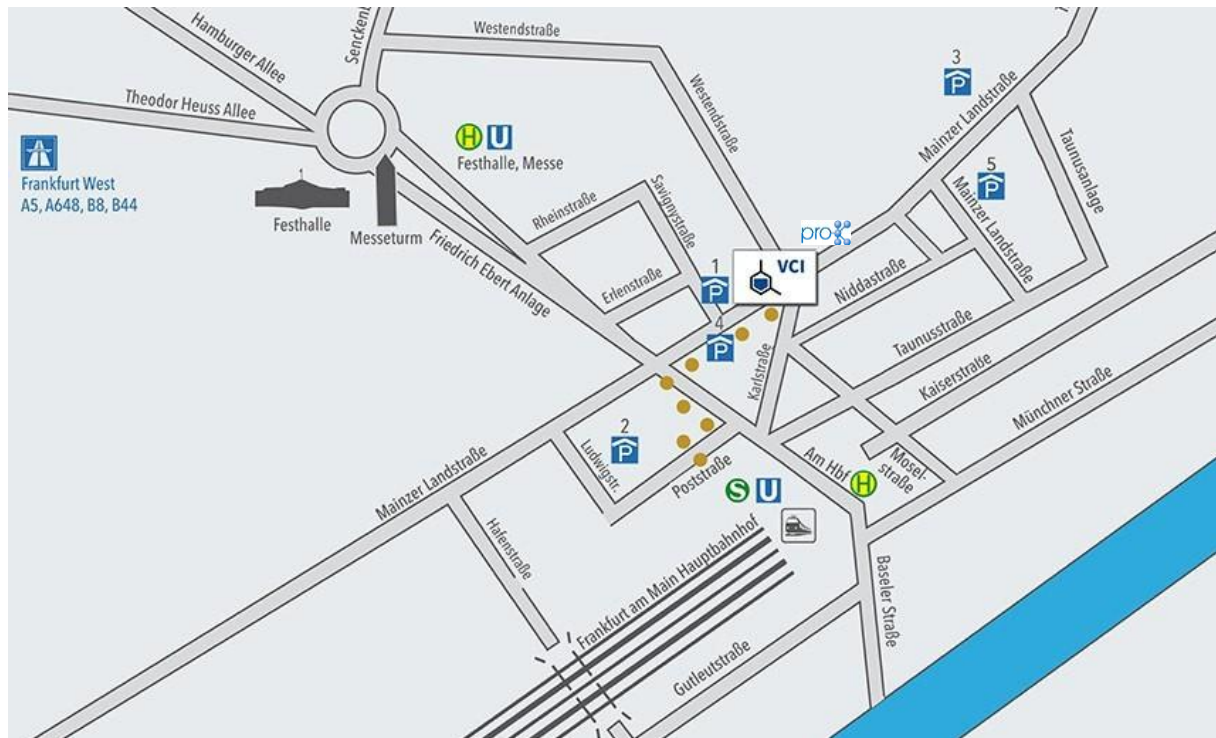 Hamburger Allee
Senckenb
Westendstraße
Theodor Heuss Allee
Westendstraße
3
P
Mainzer Landstraße
Taunusanlage
H U
Festhalle, Messe
Frankfurt West
A5, A648, B8, B44
Festhalle
Messeturm
Friedrich Ebert Anlage
Rheinstraße
Savignystraße
Erlenstraße
5
P
Mainzer Landstraße
proK
VCI
1
P
4
P
Niddastraße
Taunusstraße
Karlstraße
Kaiserstraße
Münchner Straße
2
P
Ludwigstr.
Poststraße
Mainzer Landstraße
Am Hbf
H
Mosel-
straße
S U
Hafenstraße
Frankfurt am Main Hauptbahnhof
Baseler Straße
Gutleutstraße